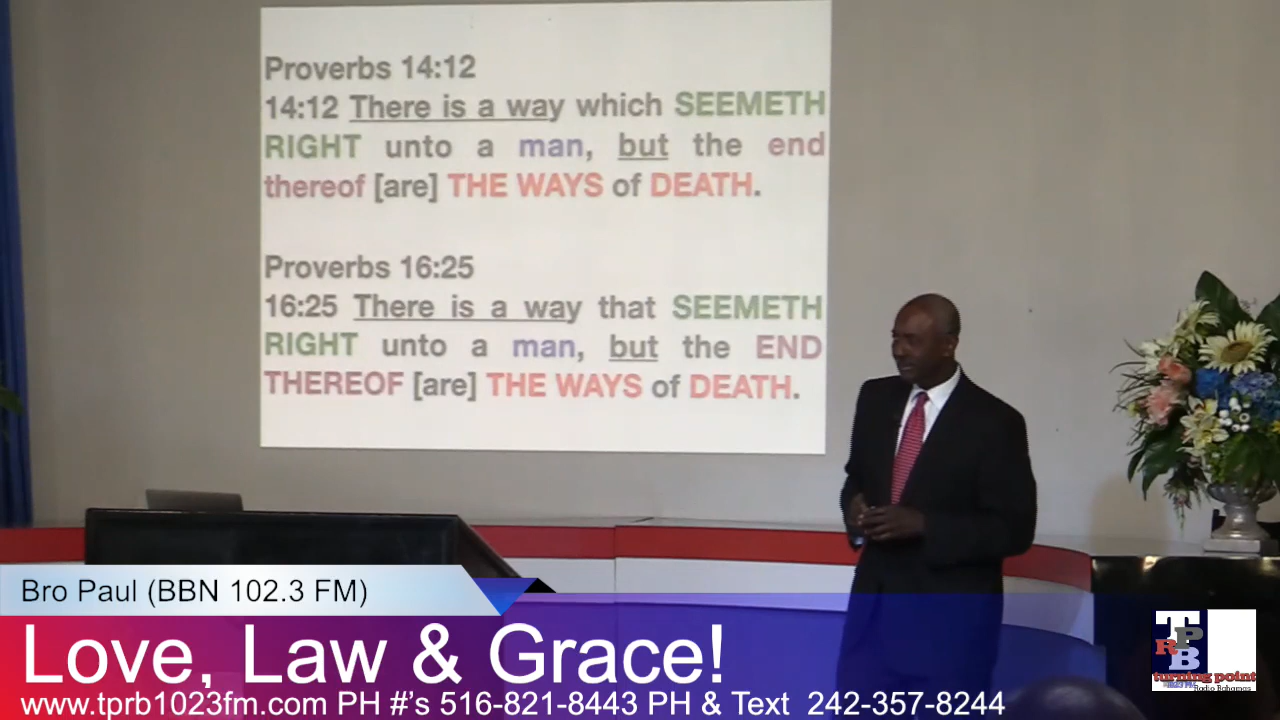 Proverbs 14:12
14:12 There is a way which SEEMETH
RIGHT unto a man, but the end
thereof [are] THE WAYS of DEATH.
Proverbs 16:25
16:25 There is a way that SEEMETH
RIGHT unto a man, but the END
THEREOF [are] THE WAYS of DEATH.
Bro Paul (BBN 102.3 FM)
Love, Law & Grace!
www.tprb1023fm.com PH #'s 516-821-8443 PH & Text 242-357-8244
TPRB
turning point
Radio Bahamas